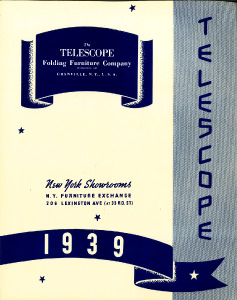 The
TELESCOPE
Folding Furniture Company
GRANVILLE, N. Y., U. S. A.
New York Showrooms
N.Y. FURNITURE EXCHANGE
206 LEXINGTON AVE (AT 33 RD. ST)
1939
TELESCOPE